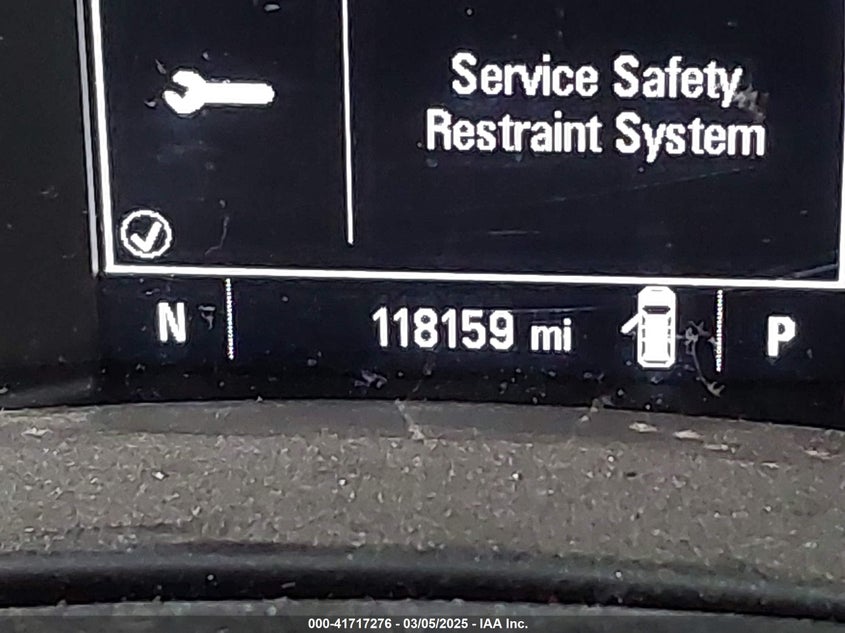 Service Safety
Restraint System
N 118159 mi P
000-41717276 - 03/05/2025 - IAA Inc.